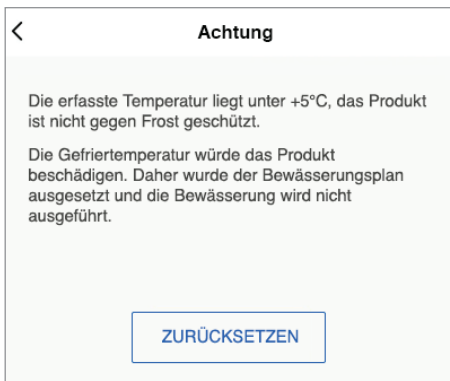 Achtung
Die erfasste Temperatur liegt unter +5°C, das Produkt
ist nicht gegen Frost geschützt.
Die Gefriertemperatur würde das Produkt
beschädigen. Daher wurde der Bewässerungsplan
ausgesetzt und die Bewässerung wird nicht
ausgeführt.
ZURÜCKSETZEN